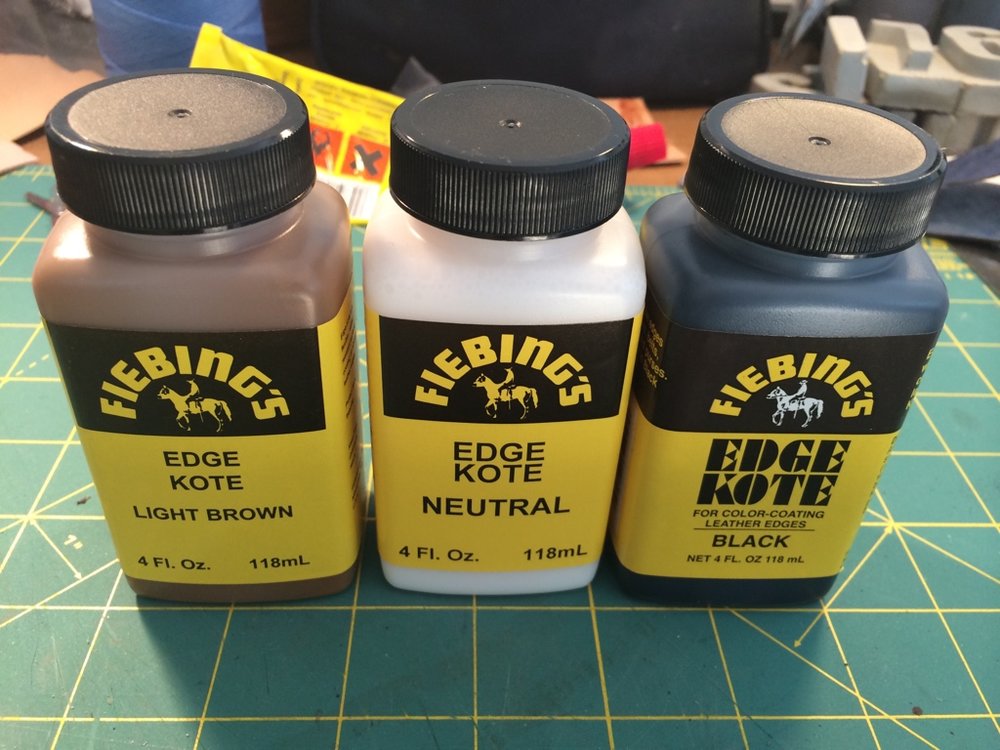 FIEBING'S
EDGE
KOTE
LIGHT BROWN
4 Fl. Oz. 118mL
FIEBING'S
EDGE
KOTE
NEUTRAL
4 Fl. Oz. 118mL
FIEBING'S
EDGE
KOTE
FOR COLOR-COATING
LEATHER EDGES
BLACK
NET 4 FL. OZ 118 mL